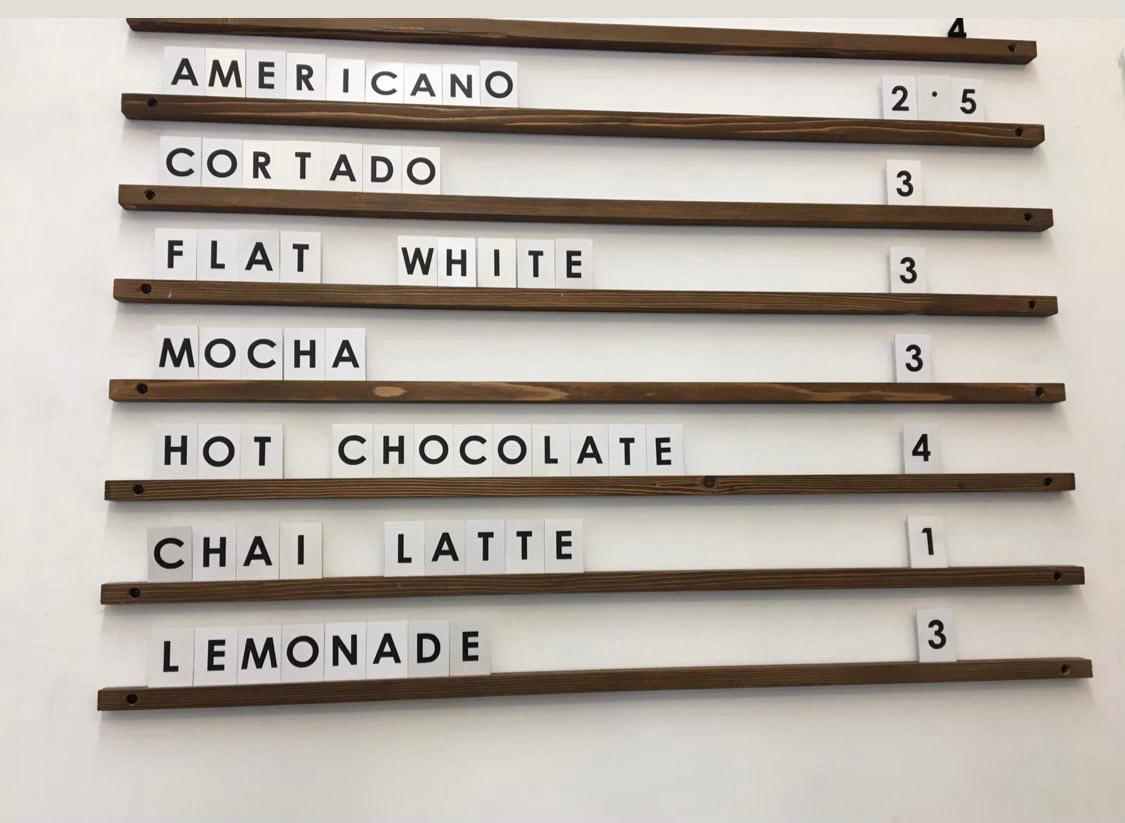 4
AMERICANO 2·5
CORTADO 3
FLAT WHITE 3
MOCHA 3
HOT CHOCOLATE 4
CHAI LATTE 1
LEMONADE 3